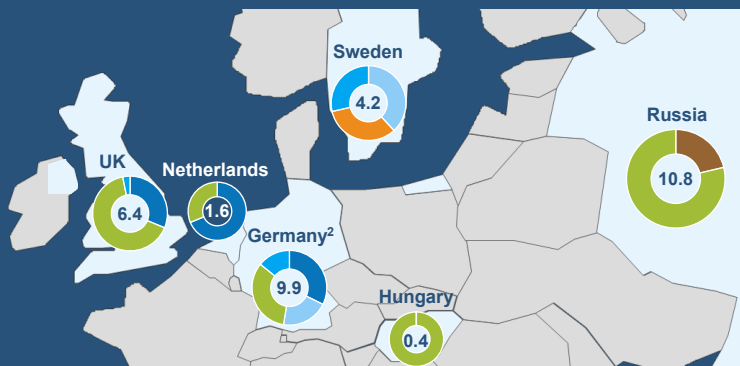 Sweden
4.2
Russia
10.8
UK
6.4
Netherlands
1.6
Germany²
9.9
Hungary
0.4